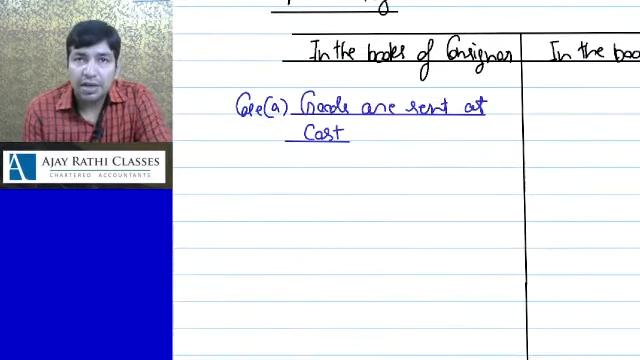 In the books of Consignor
In the boo
Case(a) Goods are sent at
Cost
AJAY RATHI CLASSES
CHARTERED ACCOUNTANTS